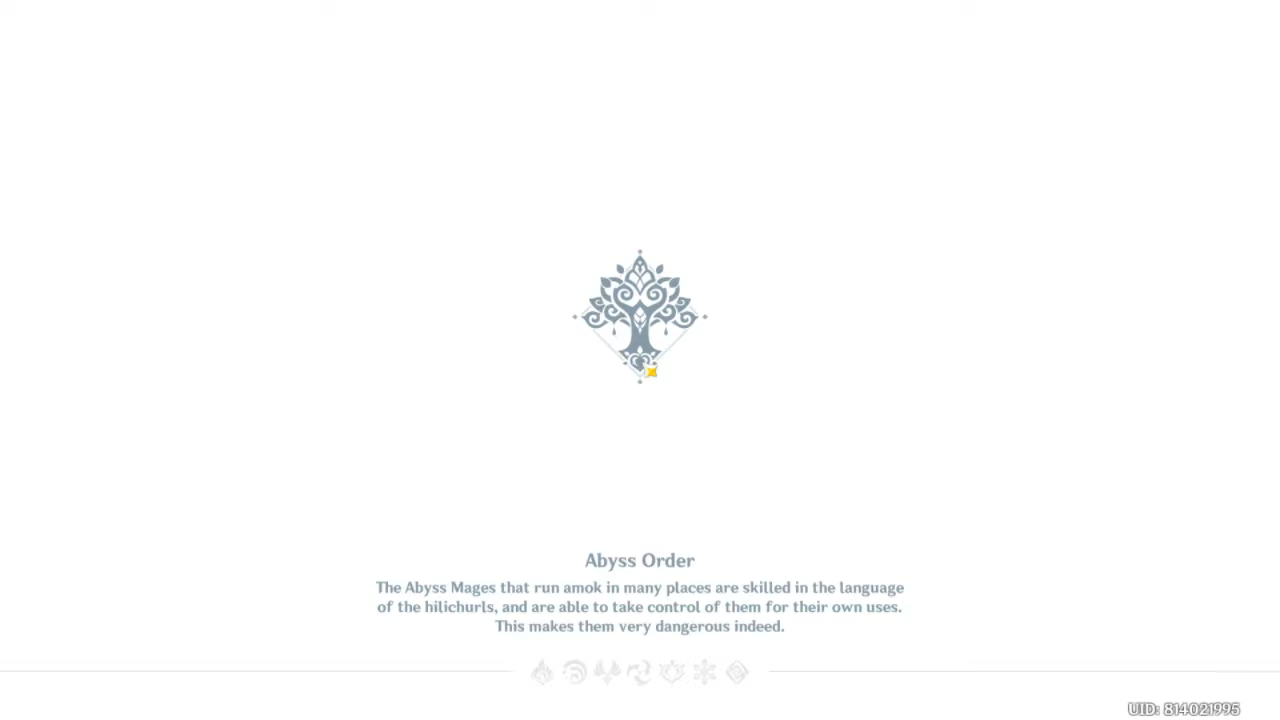 Abyss Order
The Abyss Mages that run amok in many places are skilled in the language
of the hilichurls, and are able to take control of them for their own uses.
This makes them very dangerous indeed.
UID: 814021995